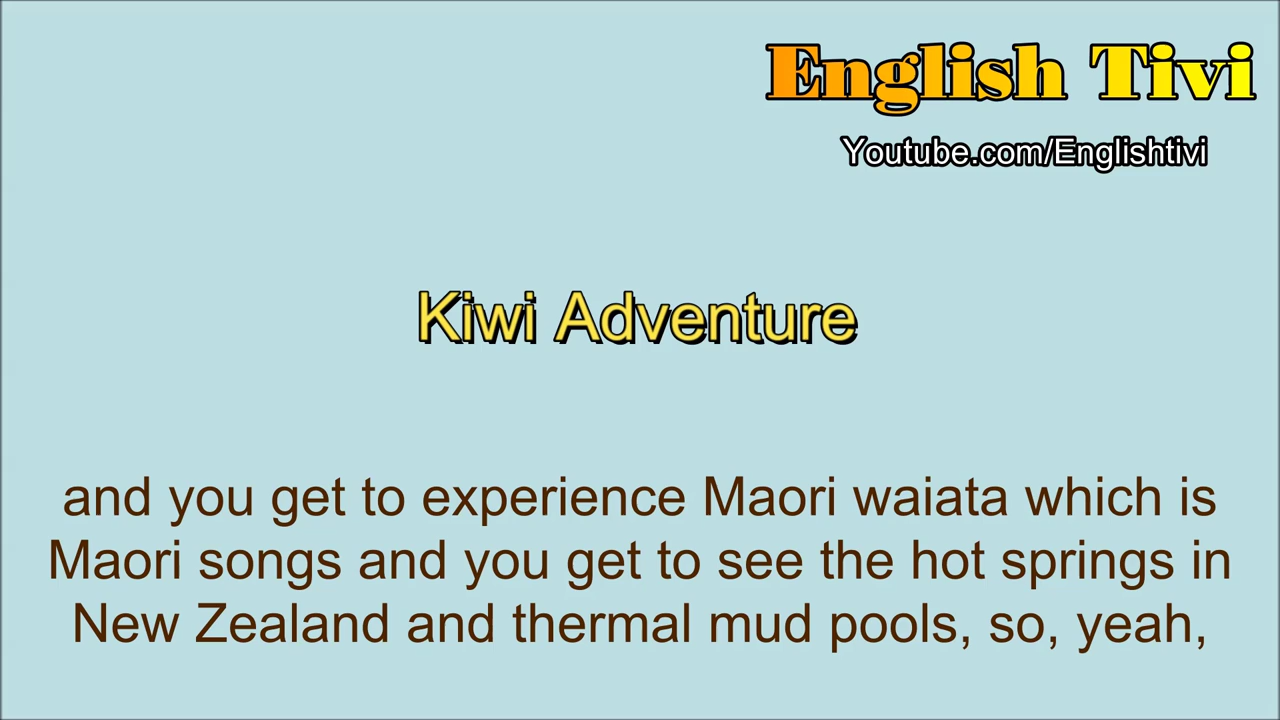 English Tivi
Youtube.com/Englishtivi
Kiwi Adventure
and you get to experience Maori waiata which is
Maori songs and you get to see the hot springs in
New Zealand and thermal mud pools, so, yeah,